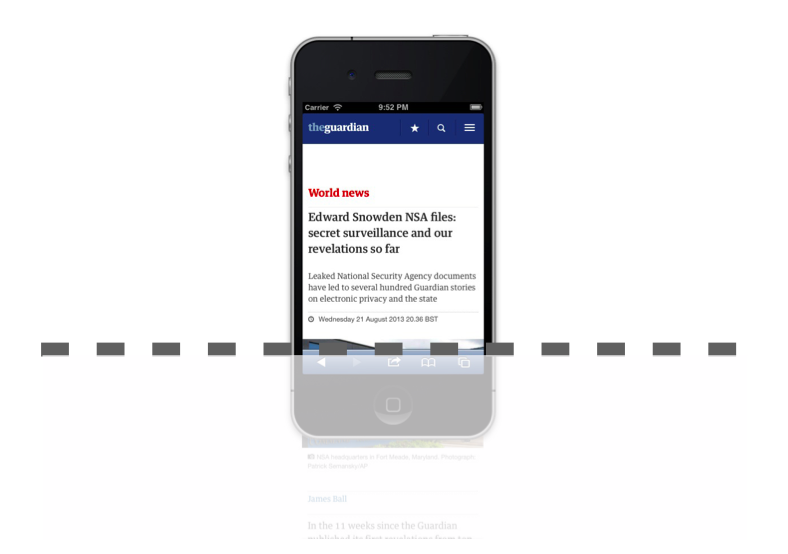 Carrier 9:52 PM
theguardian
World news
Edward Snowden NSA files:
secret surveillance and our
revelations so far
Leaked National Security Agency documents
have led to several hundred Guardian stories
on electronic privacy and the state
Wednesday 21 August 2013 20.36 BST
NSA headquarters in Fort Meade, Maryland. Photograph:
Patrick Semansky/AP
James Ball
In the 11 weeks since the Guardian
published its first revelations from top